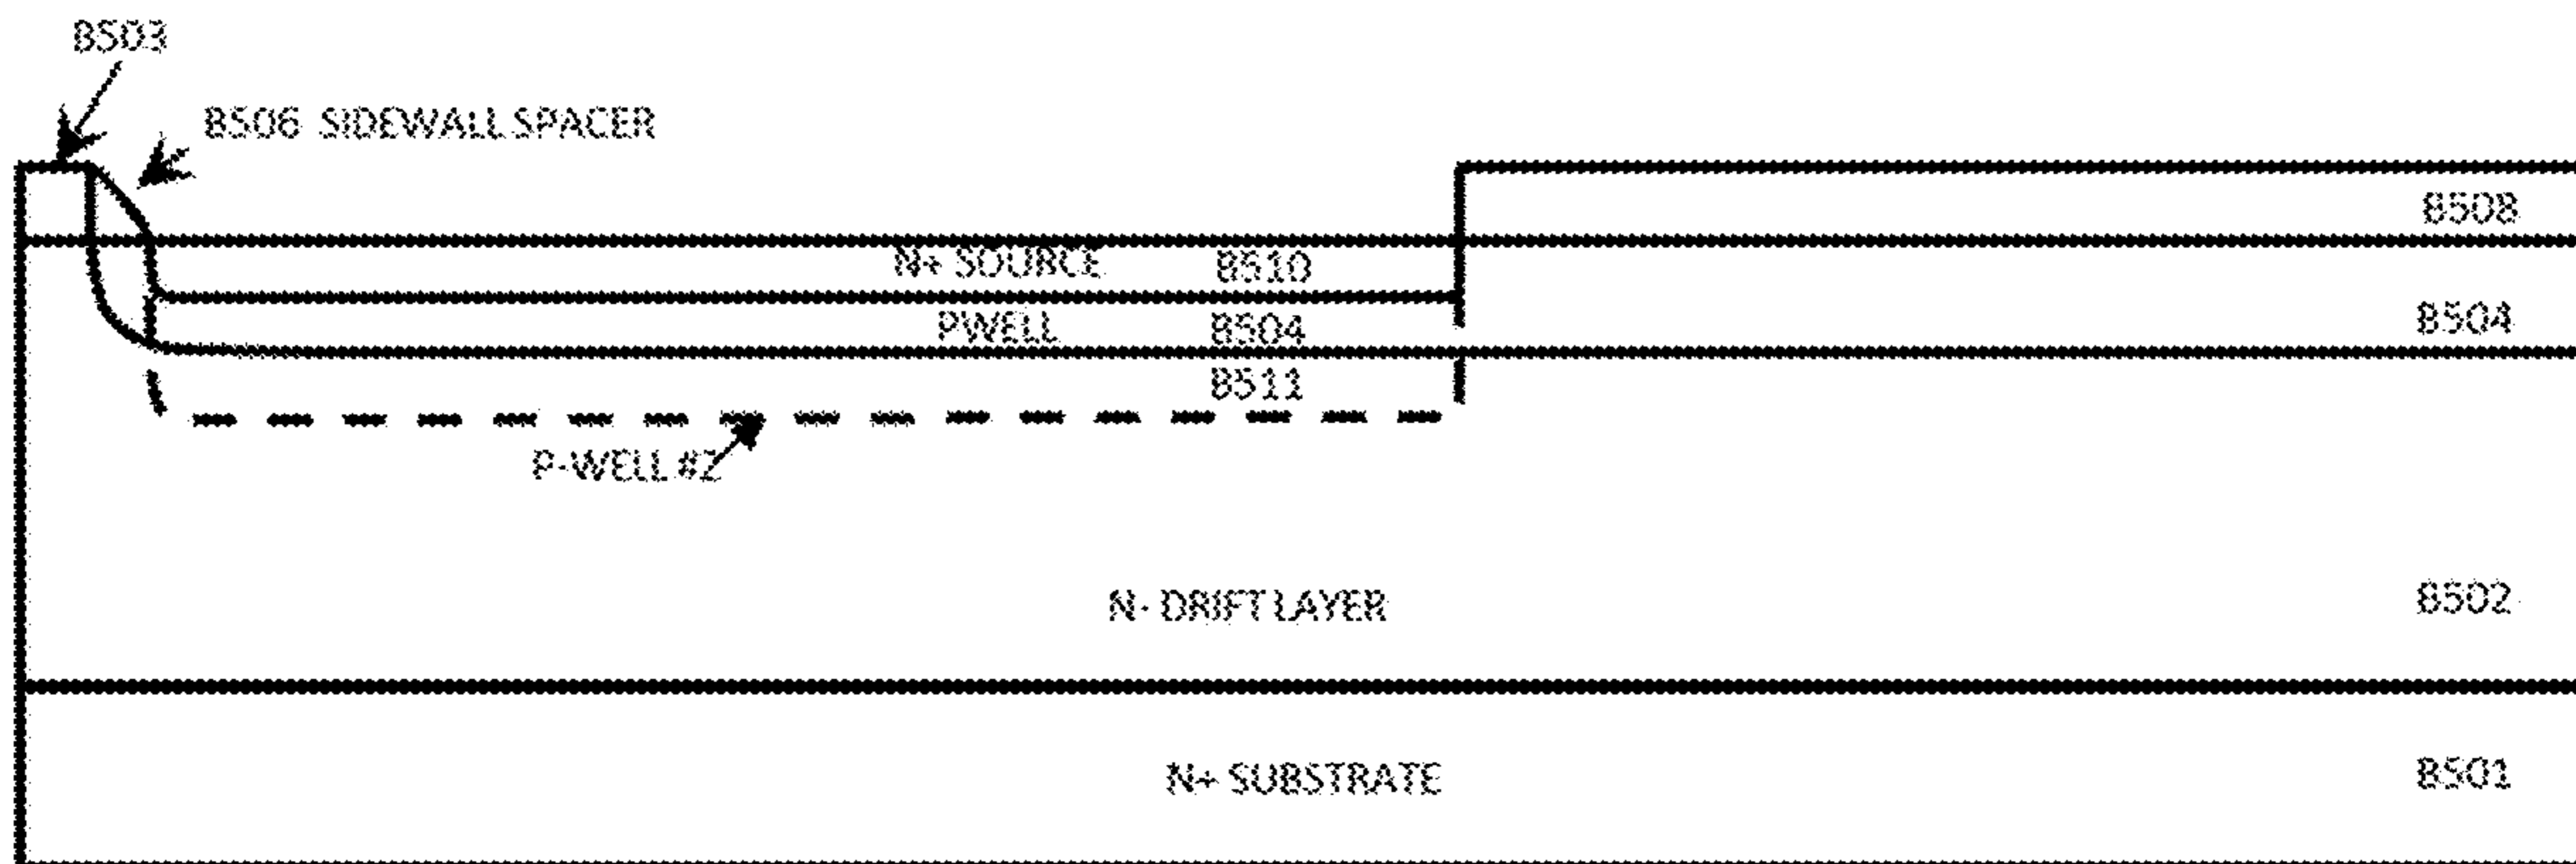 B503
B506 SIDEWALL SPACER
B508
N+ SOURCE B510
PWELL B504 B504
B511
P-WELL #2
N- DRIFT LAYER B502
N+ SUBSTRATE B501